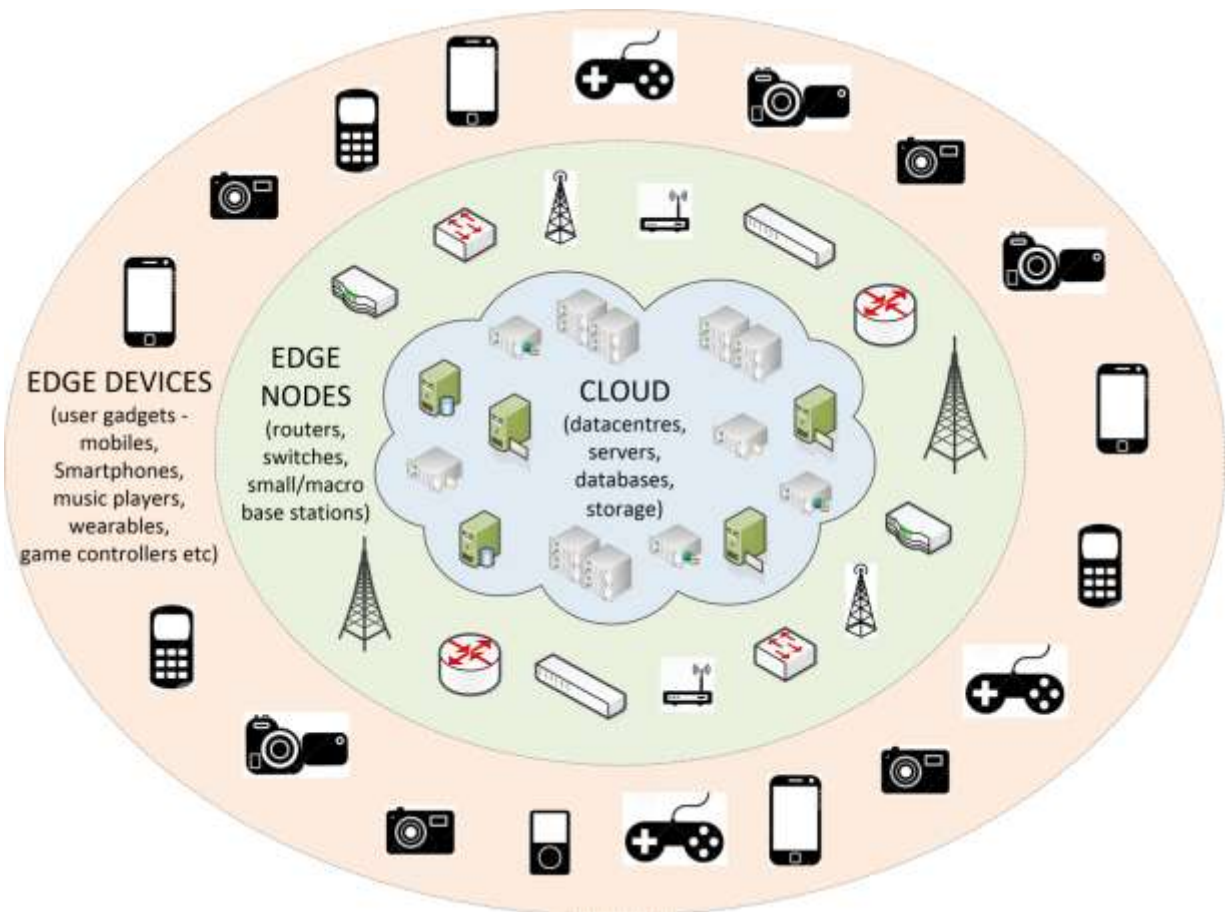 EDGE DEVICES
(user gadgets -
mobiles,
Smartphones,
music players,
wearables,
game controllers etc)
EDGE
NODES
(routers,
switches,
small/macro
base stations)
CLOUD
(datacentres,
servers,
databases,
storage)